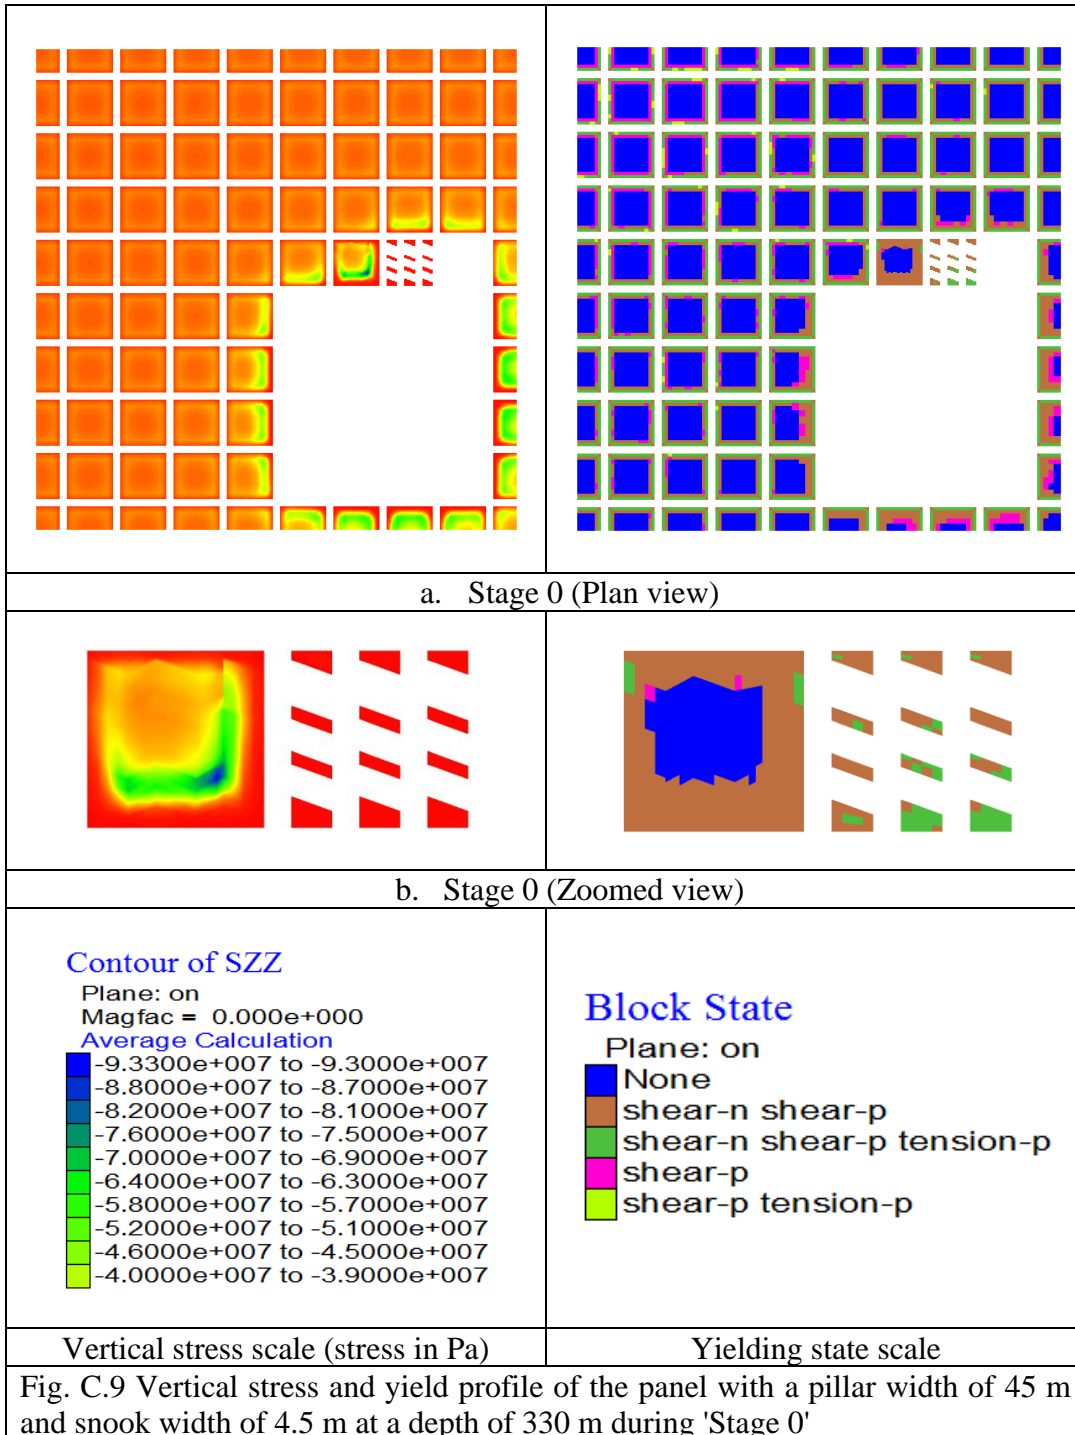 a. Stage 0 (Plan view)
b. Stage 0 (Zoomed view)
Contour of SZZ
Plane: on
Magfac = 0.000e+000
Average Calculation
-9.3300e+007 to -9.3000e+007
-8.8000e+007 to -8.7000e+007
-8.2000e+007 to -8.1000e+007
-7.6000e+007 to -7.5000e+007
-7.0000e+007 to -6.9000e+007
-6.4000e+007 to -6.3000e+007
-5.8000e+007 to -5.7000e+007
-5.2000e+007 to -5.1000e+007
-4.6000e+007 to -4.5000e+007
-4.0000e+007 to -3.9000e+007
Block State
Plane: on
None
shear-n shear-p
shear-n shear-p tension-p
shear-p
shear-p tension-p
Vertical stress scale (stress in Pa)
Yielding state scale
Fig. C.9 Vertical stress and yield profile of the panel with a pillar width of 45 m
and snook width of 4.5 m at a depth of 330 m during 'Stage 0'